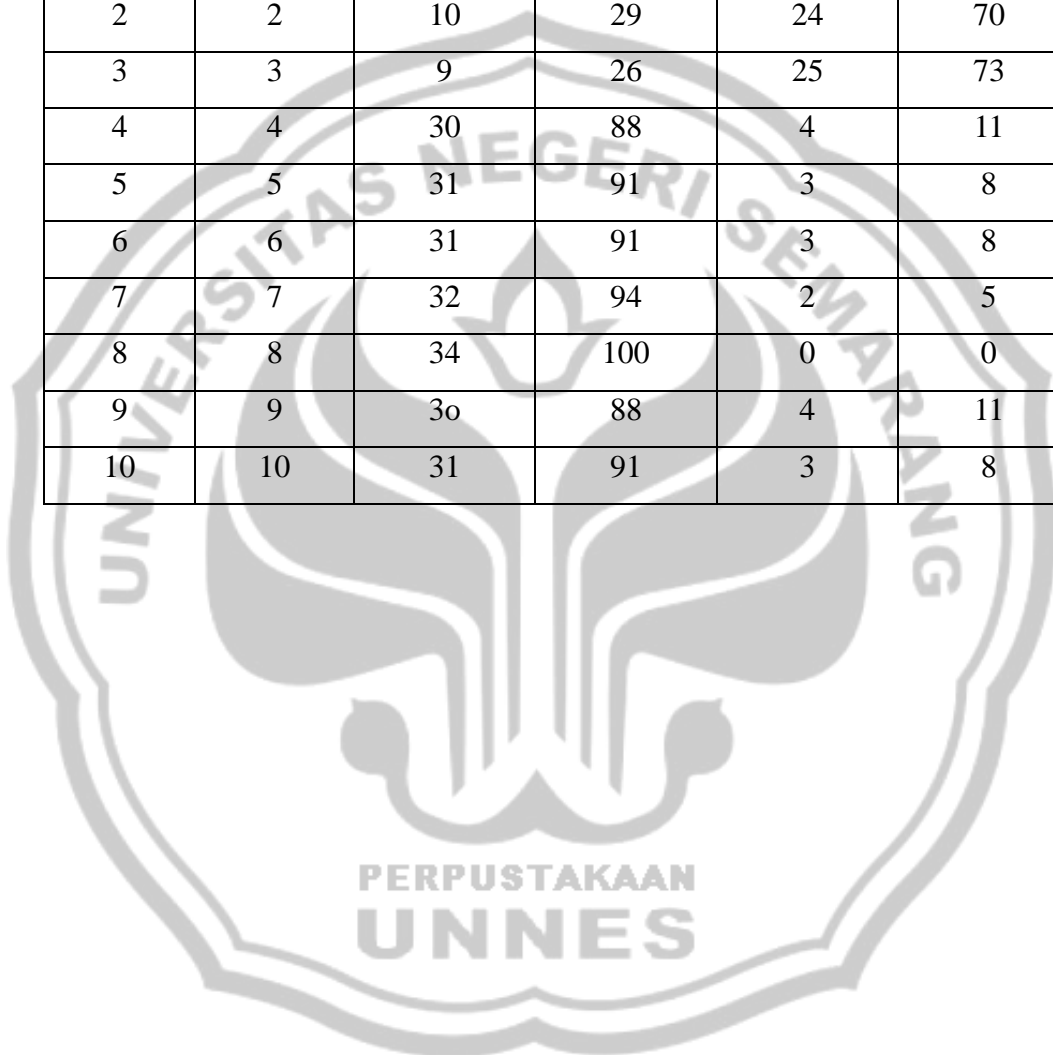 2 2 10 29 24 70
3 3 9 26 25 73
4 4 30 88 4 11
5 5 31 91 3 8
6 6 31 91 3 8
7 7 32 94 2 5
8 8 34 100 0 0
9 9 3o 88 4 11
10 10 31 91 3 8
UNIVERSITAS NEGERI SEMARANG
PERPUSTAKAAN
UNNES